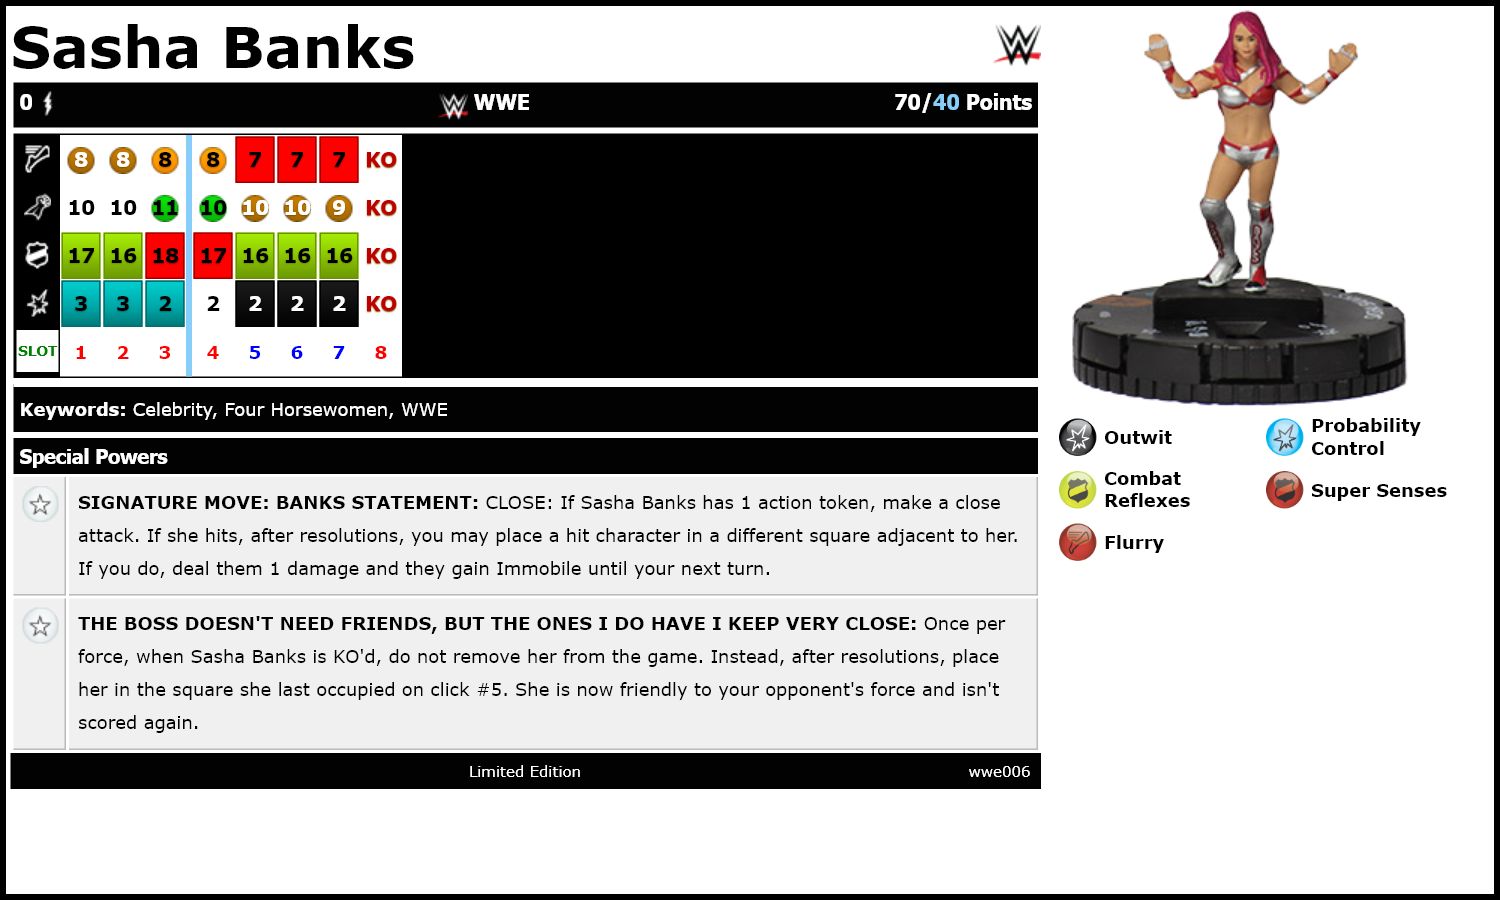 Sasha Banks
W
0 W WWE 70/40 Points
8 8 8 8 7 7 7 KO
10 10 11 10 10 10 9 KO
17 16 18 17 16 16 16 KO
3 3 2 2 2 2 2 KO
SLOT 1 2 3 4 5 6 7 8
Keywords: Celebrity, Four Horsewomen, WWE
Special Powers
SIGNATURE MOVE: BANKS STATEMENT: CLOSE: If Sasha Banks has 1 action token, make a close
attack. If she hits, after resolutions, you may place a hit character in a different square adjacent to her.
If you do, deal them 1 damage and they gain Immobile until your next turn.
THE BOSS DOESN'T NEED FRIENDS, BUT THE ONES I DO HAVE I KEEP VERY CLOSE: Once per
force, when Sasha Banks is KO'd, do not remove her from the game. Instead, after resolutions, place
her in the square she last occupied on click #5. She is now friendly to your opponent's force and isn't
scored again.
Limited Edition wwe006
Outwit
Probability
Control
Combat
Reflexes
Super Senses
Flurry